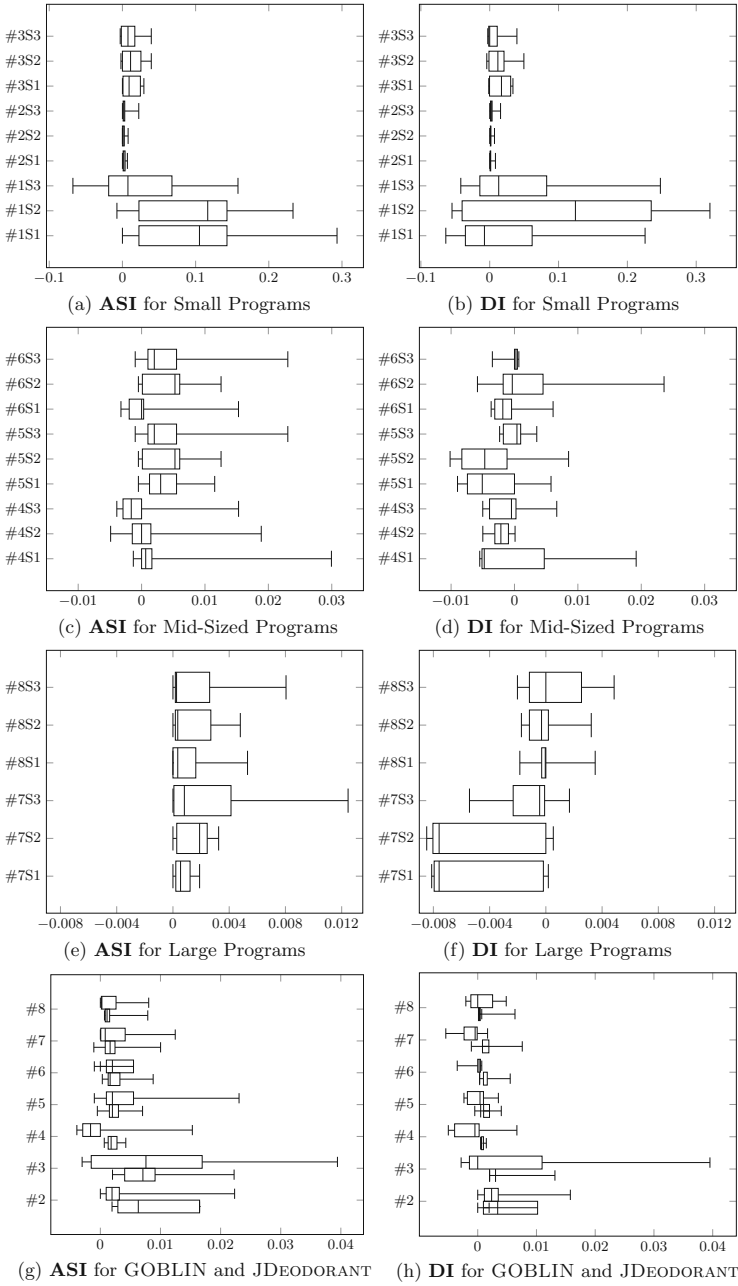 #3S3
#3S2
#3S1
#2S3
#2S2
#2S1
#1S3
#1S2
#1S1
−0.1 0 0.1 0.2 0.3
(a) ASI for Small Programs
#3S3
#3S2
#3S1
#2S3
#2S2
#2S1
#1S3
#1S2
#1S1
−0.1 0 0.1 0.2 0.3
(b) DI for Small Programs
#6S3
#6S2
#6S1
#5S3
#5S2
#5S1
#4S3
#4S2
#4S1
−0.01 0 0.01 0.02 0.03
(c) ASI for Mid-Sized Programs
#6S3
#6S2
#6S1
#5S3
#5S2
#5S1
#4S3
#4S2
#4S1
−0.01 0 0.01 0.02 0.03
(d) DI for Mid-Sized Programs
#8S3
#8S2
#8S1
#7S3
#7S2
#7S1
−0.008 −0.004 0 0.004 0.008 0.012
(e) ASI for Large Programs
#8S3
#8S2
#8S1
#7S3
#7S2
#7S1
−0.008 −0.004 0 0.004 0.008 0.012
(f) DI for Large Programs
#8
#7
#6
#5
#4
#3
#2
0 0.01 0.02 0.03 0.04
(g) ASI for GOBLIN and JDEODORANT
#8
#7
#6
#5
#4
#3
#2
0 0.01 0.02 0.03 0.04
(h) DI for GOBLIN and JDEODORANT